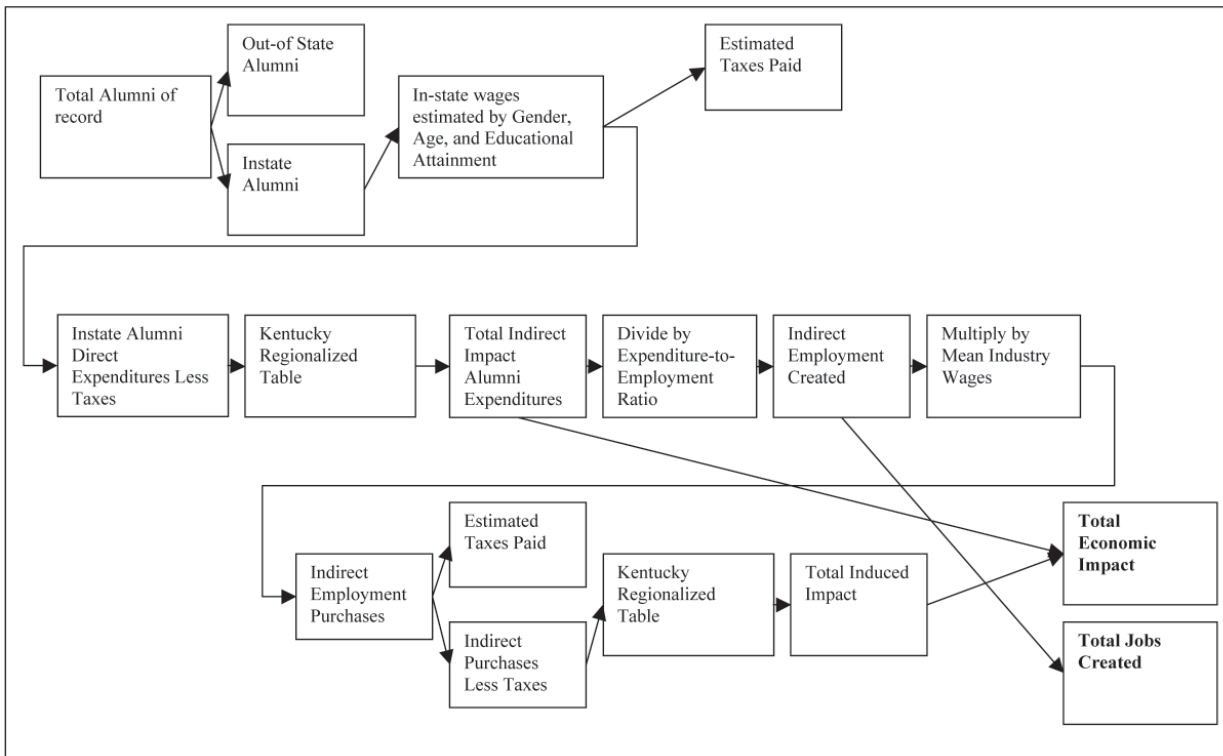 Out-of State
Alumni
Estimated
Taxes Paid
Total Alumni of
record
In-state wages
estimated by Gender,
Age, and Educational
Attainment
Instate
Alumni
Instate Alumni
Direct
Expenditures Less
Taxes
Kentucky
Regionalized
Table
Total Indirect
Impact
Alumni
Expenditures
Divide by
Expenditure-to-
Employment
Ratio
Indirect
Employment
Created
Multiply by
Mean Industry
Wages
Indirect
Employment
Purchases
Estimated
Taxes Paid
Indirect
Purchases
Less Taxes
Kentucky
Regionalized
Table
Total Induced
Impact
Total
Economic
Impact
Total Jobs
Created